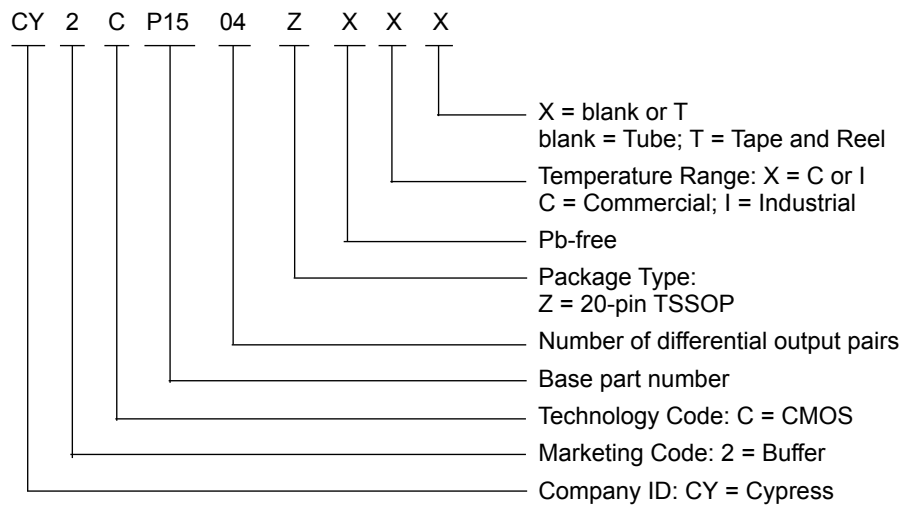 CY 2 C P15 04 Z X X X
X = blank or T
blank = Tube; T = Tape and Reel
Temperature Range: X = C or I
C = Commercial; I = Industrial
Pb-free
Package Type:
Z = 20-pin TSSOP
Number of differential output pairs
Base part number
Technology Code: C = CMOS
Marketing Code: 2 = Buffer
Company ID: CY = Cypress